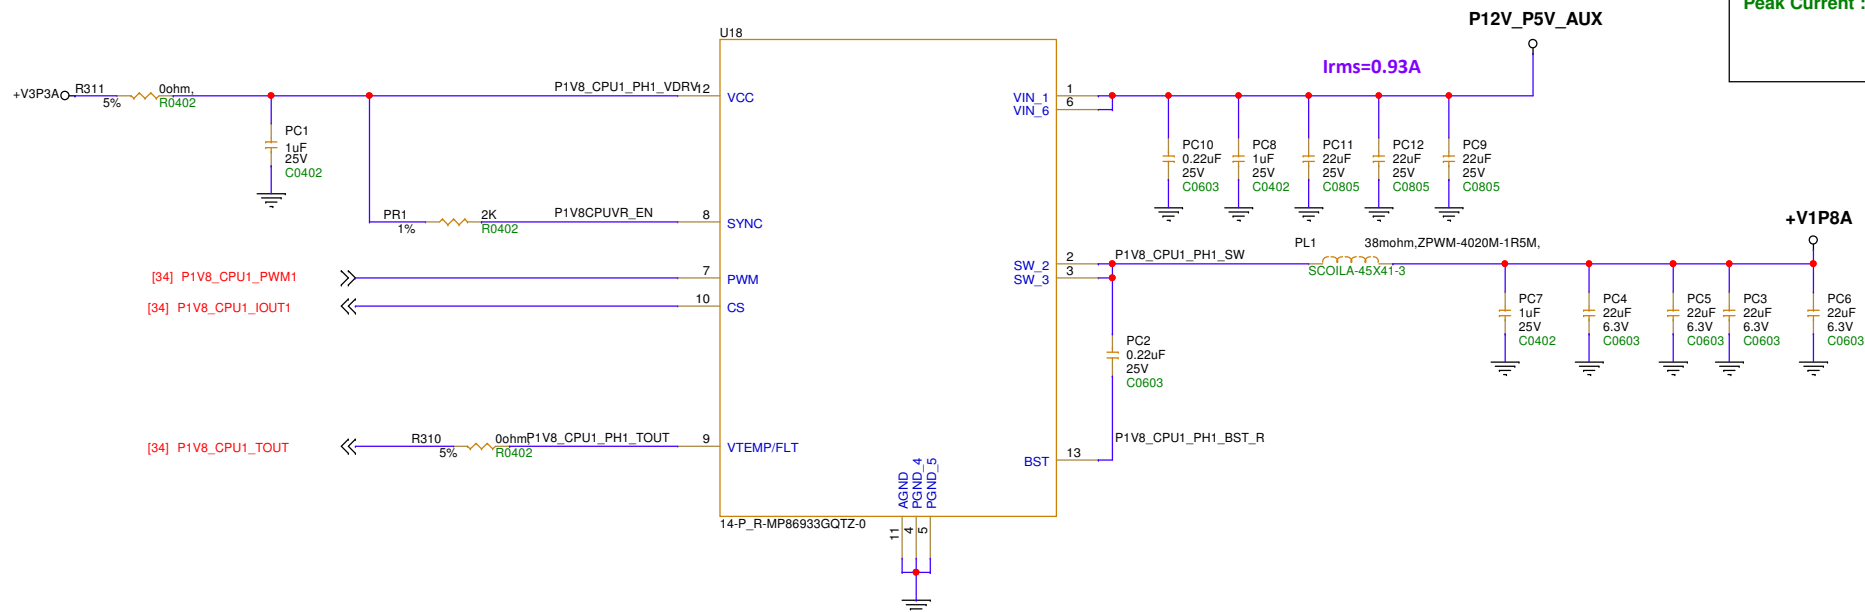 Peak Current :
P12V_P5V_AUX
U18
Irms=0.93A
+V3P3A
R311
5%
0ohm,
R0402
P1V8_CPU1_PH1_VDRV
12
VCC
1
VIN_1
6
VIN_6
PC1
1uF
25V
C0402
PC10
0.22uF
25V
C0603
PC8
1uF
25V
C0402
PC11
22uF
25V
C0805
PC12
22uF
25V
C0805
PC9
22uF
25V
C0805
PR1
1%
2K
R0402
P1V8CPUVR_EN
8
SYNC
+V1P8A
[34] P1V8_CPU1_PWM1
7
PWM
[34] P1V8_CPU1_IOUT1
10
CS
2
SW_2
3
SW_3
P1V8_CPU1_PH1_SW
PL1
38mohm,ZPWM-4020M-1R5M,
SCOILA-45X41-3
PC7
1uF
25V
C0402
PC4
22uF
6.3V
C0603
PC5
22uF
6.3V
C0603
PC3
22uF
6.3V
C0603
PC6
22uF
6.3V
C0603
PC2
0.22uF
25V
C0603
[34] P1V8_CPU1_TOUT
R310
5%
0ohm,
R0402
P1V8_CPU1_PH1_TOUT
9
VTEMP/FLT
P1V8_CPU1_PH1_BST_R
13
BST
AGND
PGND_4
PGND_5
14-P_R-MP86933GQTZ-0
11
4
5